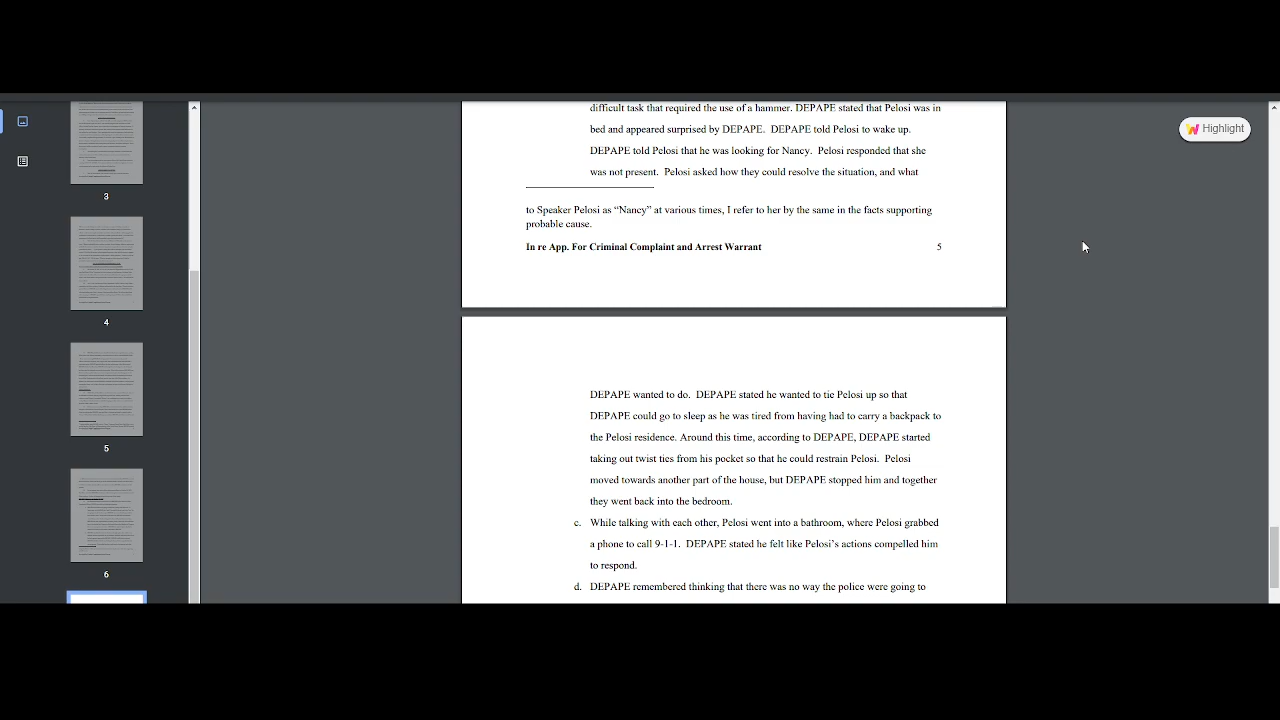 difficult task that required the use of a hammer. DEPAPE stated that Pelosi was in
bed and appeared surprised by DEPAPE.  DEPAPE told Pelosi to wake up.
DEPAPE told Pelosi that he was looking for Nancy.  Pelosi responded that she
was not present.  Pelosi asked how they could resolve the situation, and what
to Speaker Pelosi as “Nancy” at various times, I refer to her by the same in the facts supporting
probable cause.
In re App. For Criminal Complaint and Arrest Warrant 5
DEPAPE wanted to do.  DEPAPE stated he wanted to tie Pelosi up so that
DEPAPE could go to sleep as he was tired from having had to carry a backpack to
the Pelosi residence. Around this time, according to DEPAPE, DEPAPE started
taking out twist ties from his pocket so that he could restrain Pelosi.  Pelosi
moved towards another part of the house, but DEPAPE stopped him and together
they went back into the bedroom.
c. While talking with each other, Pelosi went into a bathroom, where Pelosi grabbed
a phone to call 9-1-1.  DEPAPE stated he felt like Pelosi’s actions compelled him
to respond.
d. DEPAPE remembered thinking that there was no way the police were going to
3
4
5
6
Highlight